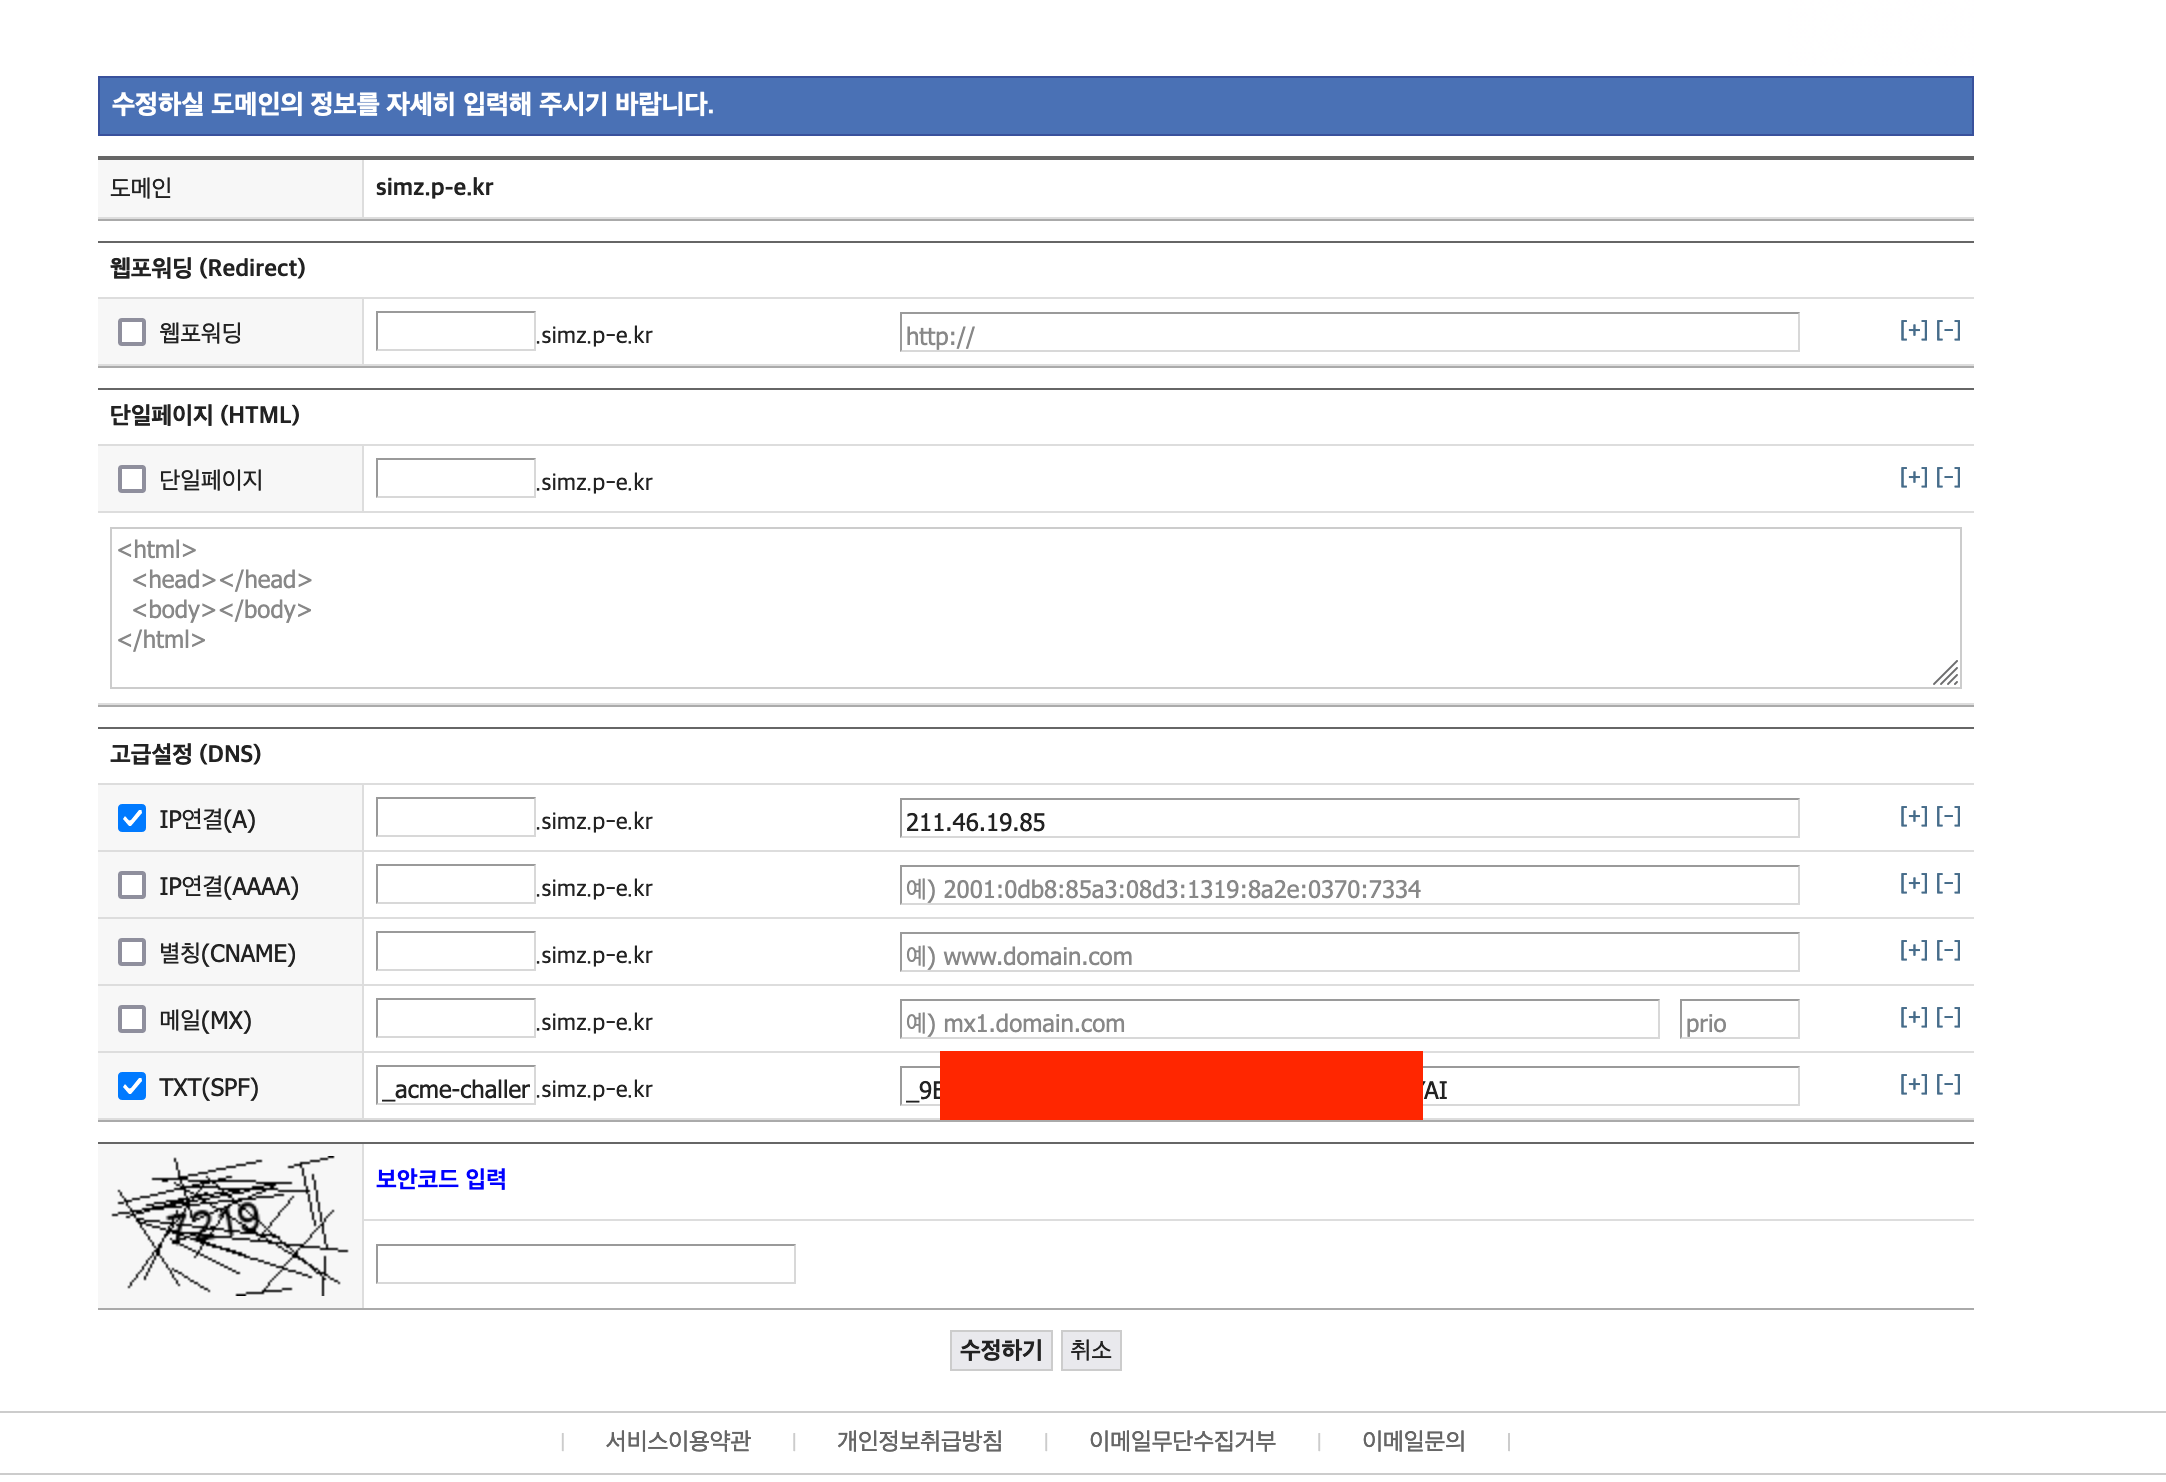 수정하실 도메인의 정보를 자세히 입력해 주시기 바랍니다.
도메인 simz.p-e.kr
웹포워딩 (Redirect)
웹포워딩 .simz.p-e.kr http:// [+] [-]
단일페이지 (HTML)
단일페이지 .simz.p-e.kr [+] [-]
<html>
<head></head>
<body></body>
</html>
고급설정 (DNS)
IP연결(A) .simz.p-e.kr 211.46.19.85 [+] [-]
IP연결(AAAA) .simz.p-e.kr 예) 2001:0db8:85a3:08d3:1319:8a2e:0370:7334 [+] [-]
별칭(CNAME) .simz.p-e.kr 예) www.domain.com [+] [-]
메일(MX) .simz.p-e.kr 예) mx1.domain.com prio [+] [-]
TXT(SPF) _acme-challer .simz.p-e.kr [+] [-]
7219
보안코드 입력
수정하기 취소
서비스이용약관 | 개인정보취급방침 | 이메일무단수집거부 | 이메일문의